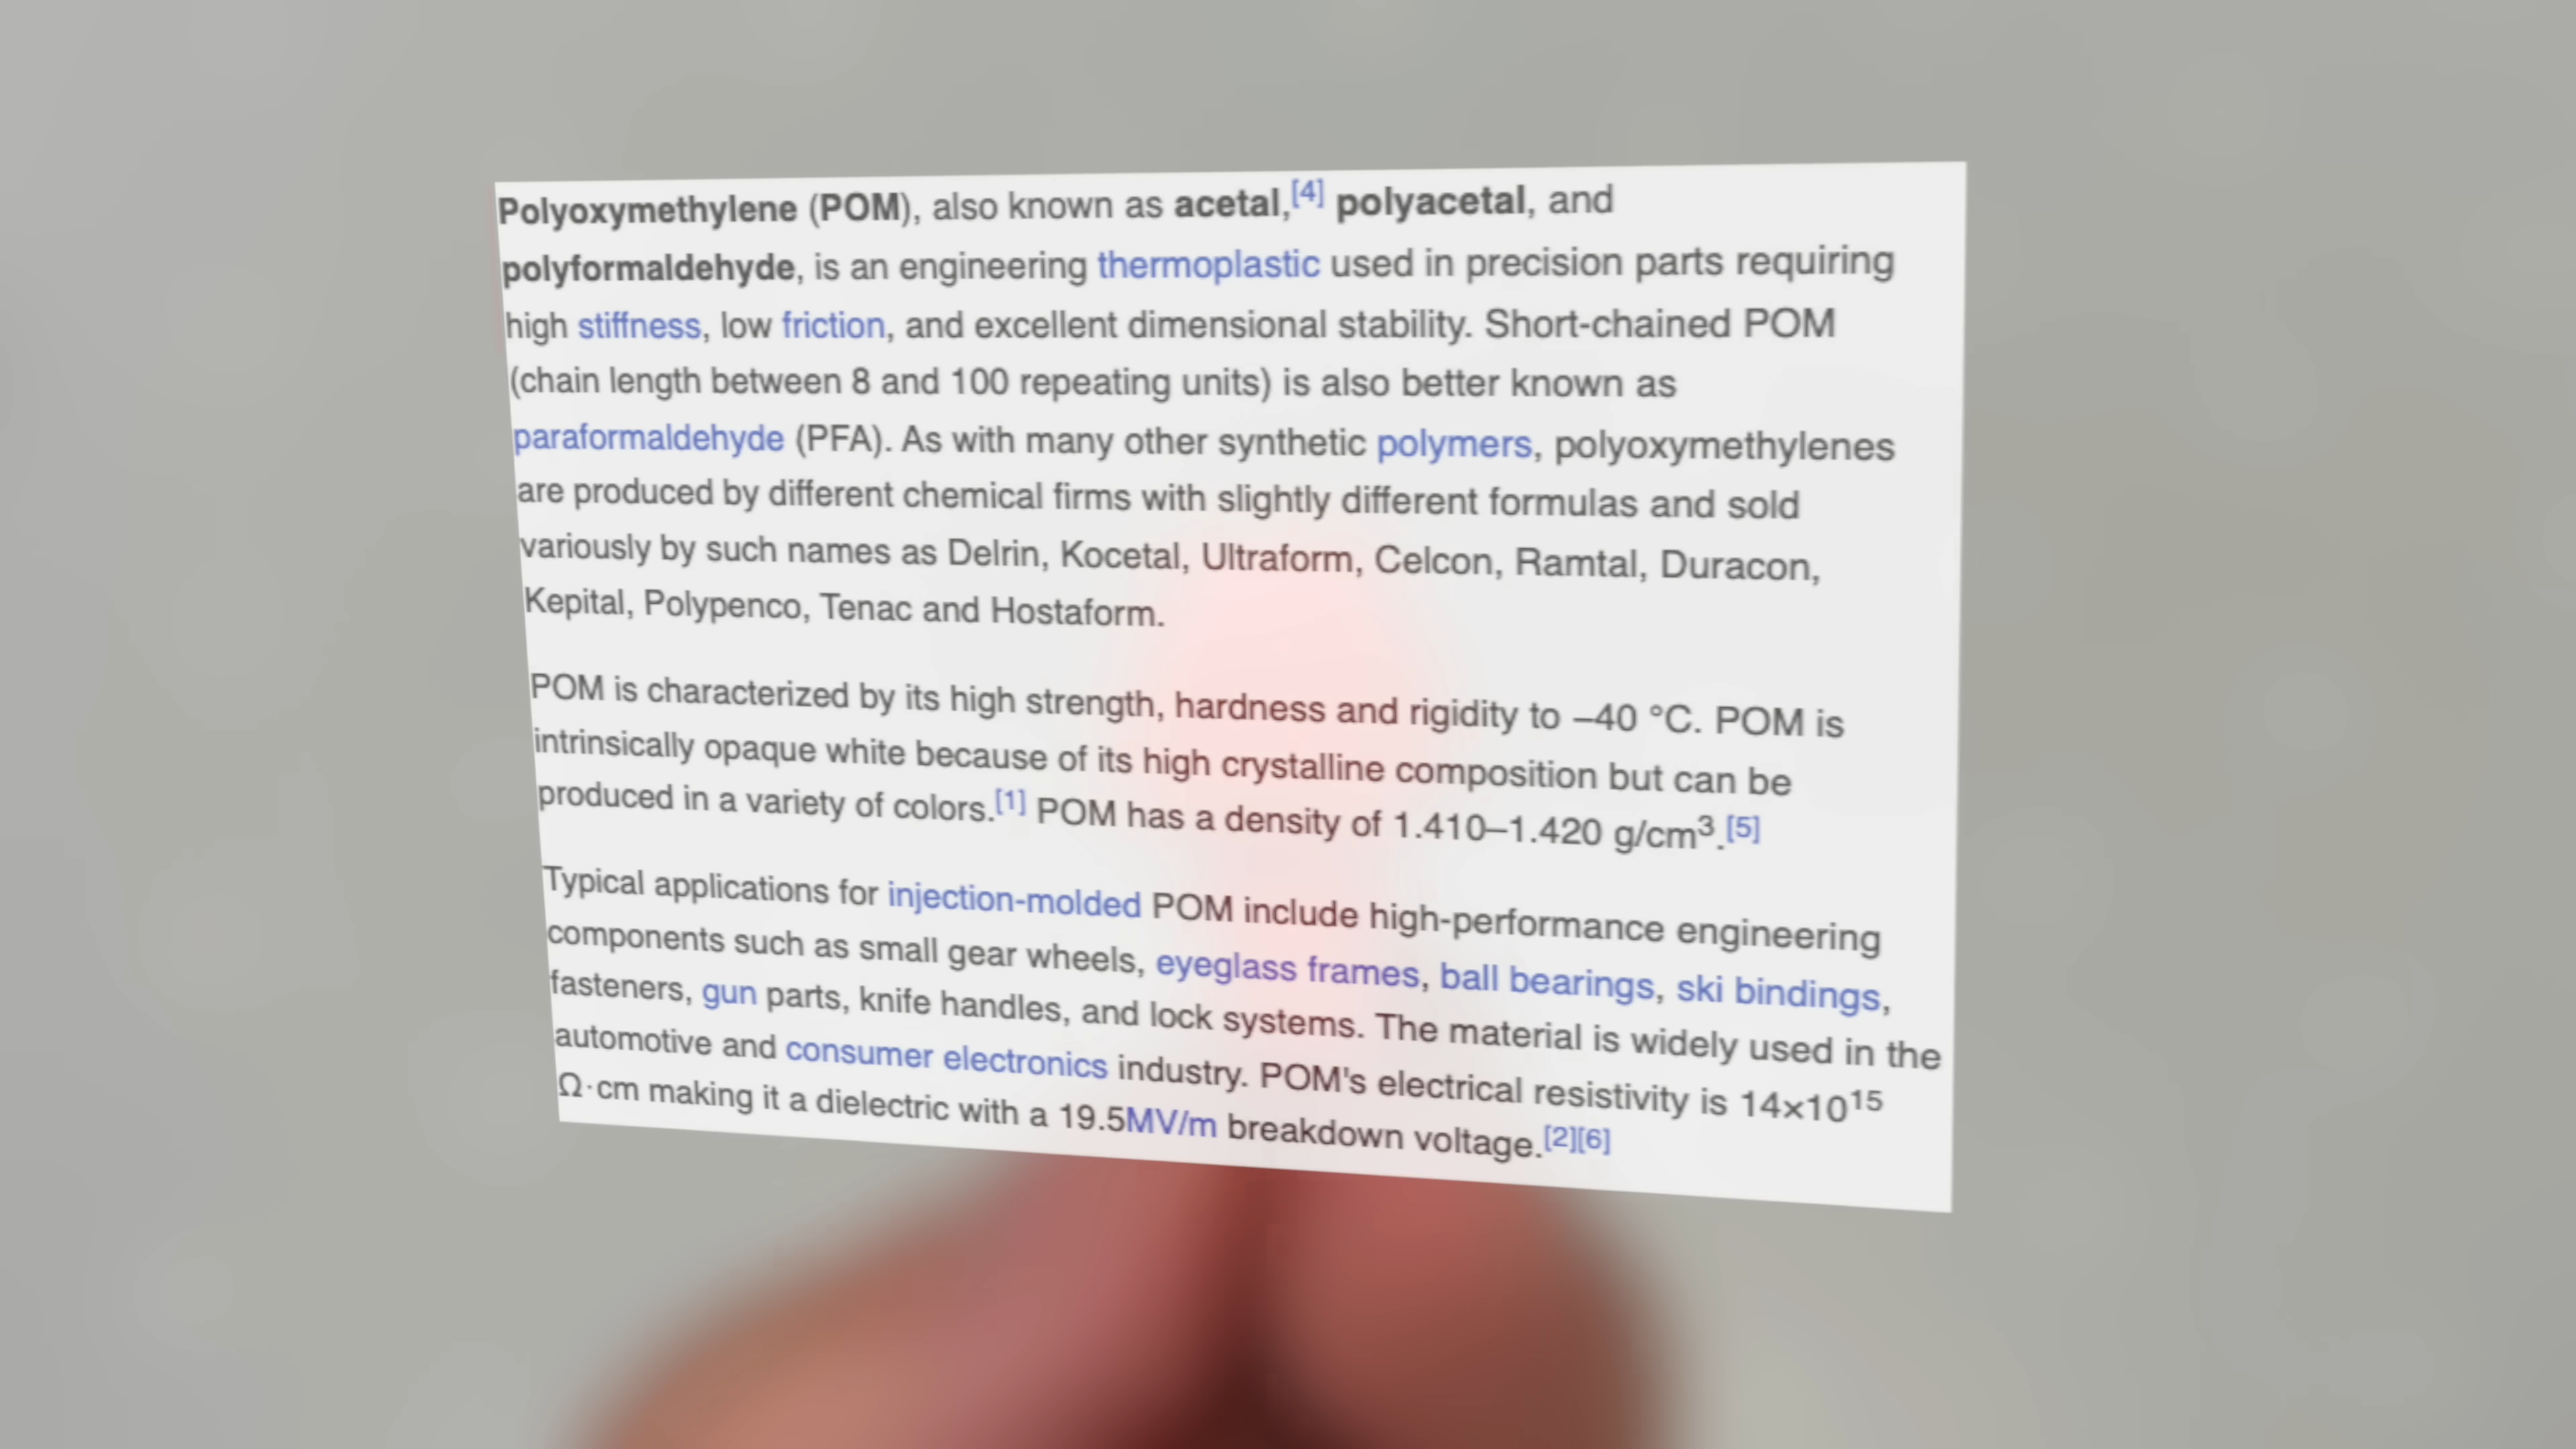 Polyoxymethylene (POM), also known as acetal,[4] polyacetal, and
polyformaldehyde, is an engineering thermoplastic used in precision parts requiring
high stiffness, low friction, and excellent dimensional stability. Short-chained POM
(chain length between 8 and 100 repeating units) is also better known as
paraformaldehyde (PFA). As with many other synthetic polymers, polyoxymethylenes
are produced by different chemical firms with slightly different formulas and sold
variously by such names as Delrin, Kocetal, Ultraform, Celcon, Ramtal, Duracon,
Kepital, Polypenco, Tenac and Hostaform.
POM is characterized by its high strength, hardness and rigidity to −40 °C. POM is
intrinsically opaque white because of its high crystalline composition but can be
produced in a variety of colors.[1] POM has a density of 1.410–1.420 g/cm³.[5]
Typical applications for injection-molded POM include high-performance engineering
components such as small gear wheels, eyeglass frames, ball bearings, ski bindings,
fasteners, gun parts, knife handles, and lock systems. The material is widely used in the
automotive and consumer electronics industry. POM's electrical resistivity is 14×10¹⁵
Ω·cm making it a dielectric with a 19.5MV/m breakdown voltage.[2][6]